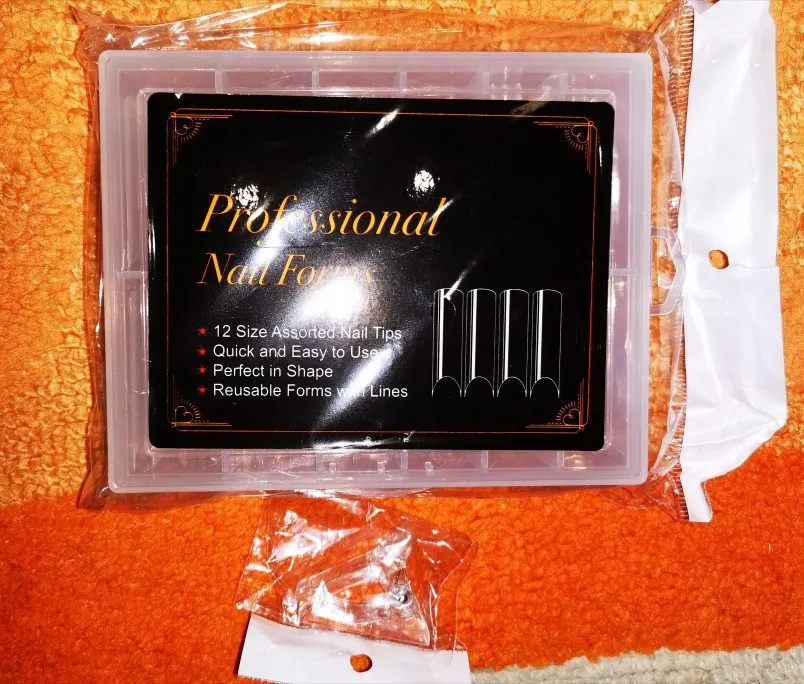 Professional
Nail Forms
12 Size Assorted Nail Tips
Quick and Easy to Use
Perfect in Shape
Reusable Forms with Lines